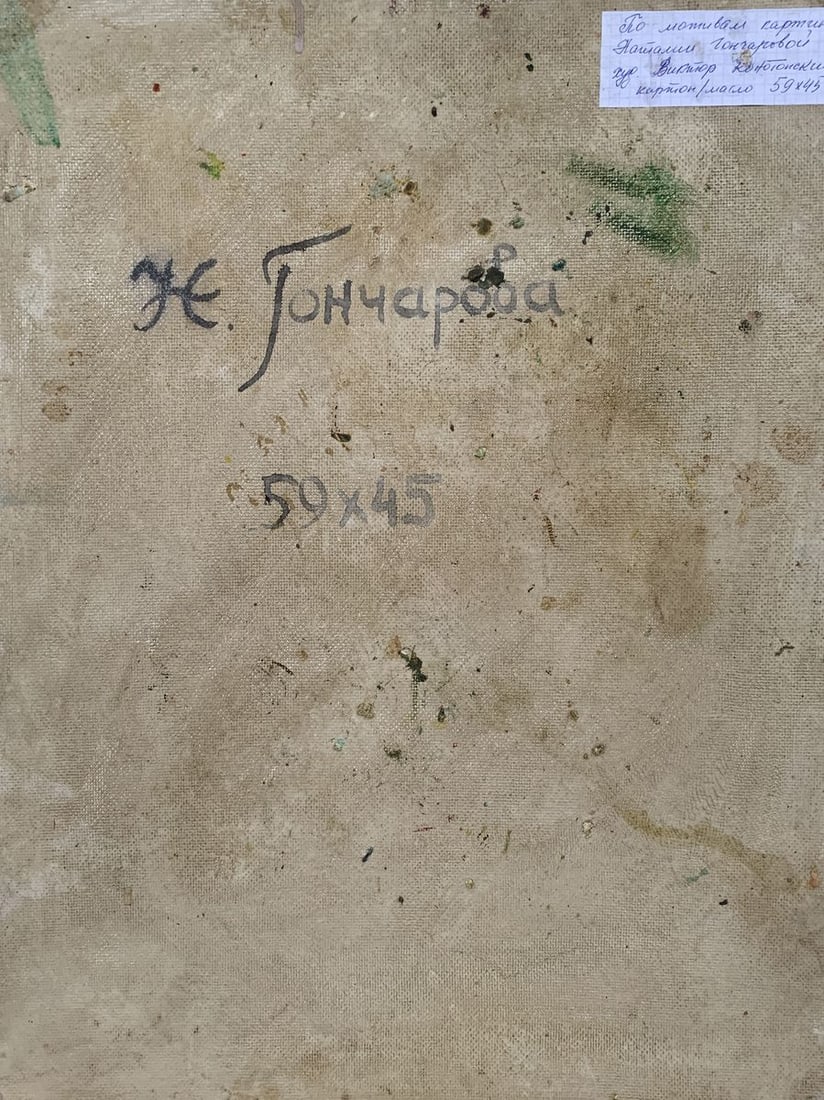 По мотивам картин
Наталии Гончаровой
худ Виктор
картон/масло 59х45
Н. Гончарова
59х45